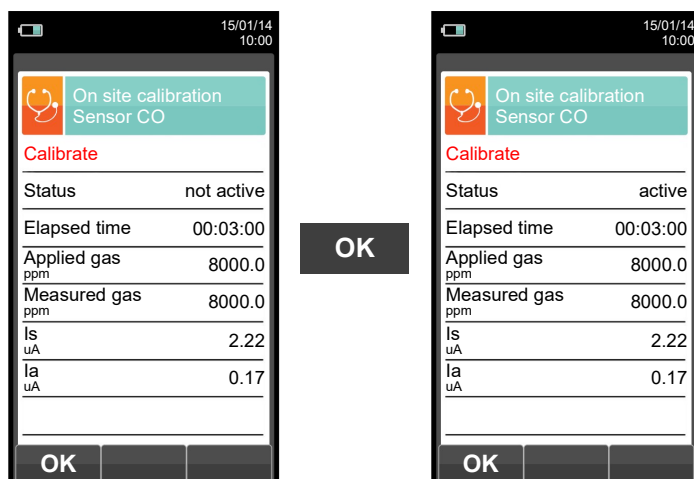 15/01/14
10:00
On site calibration
Sensor CO
Calibrate
Status not active
Elapsed time 00:03:00
Applied gas
ppm 8000.0
Measured gas
ppm 8000.0
Is
uA 2.22
Ia
uA 0.17
OK
OK
15/01/14
10:00
On site calibration
Sensor CO
Calibrate
Status active
Elapsed time 00:03:00
Applied gas
ppm 8000.0
Measured gas
ppm 8000.0
Is
uA 2.22
Ia
uA 0.17
OK